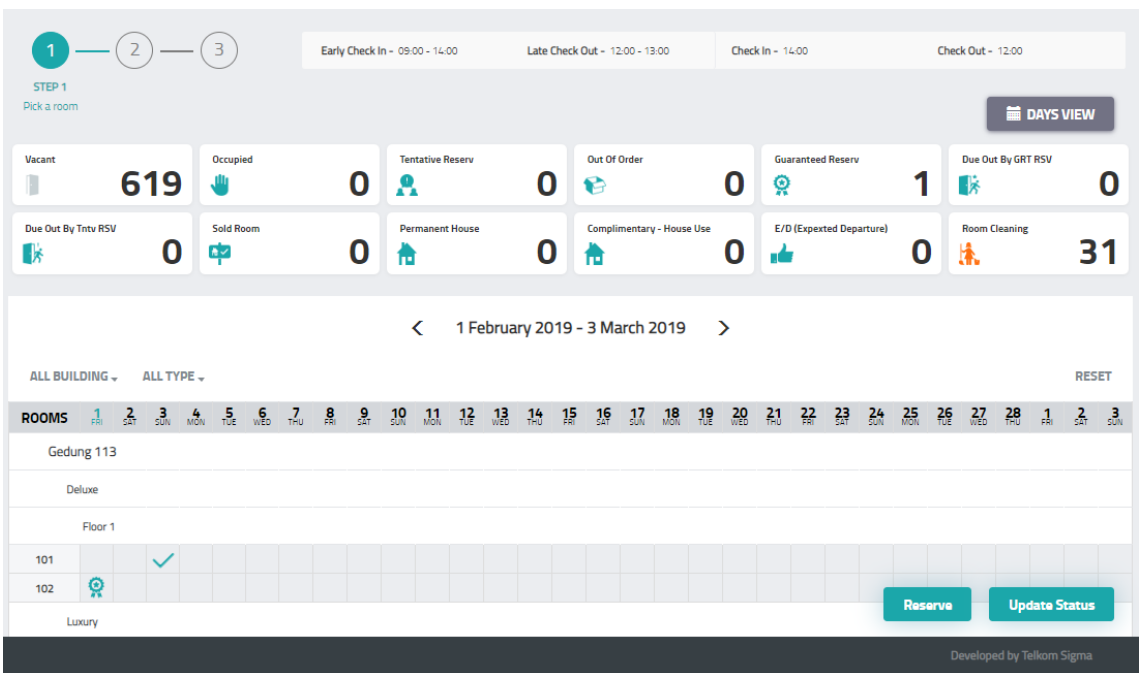 1 2 3 Early Check In - 09:00 - 14:00 Late Check Out - 12:00 - 13:00 Check In - 14:00 Check Out - 12:00
STEP 1
Pick a room
DAYS VIEW
Vacant Occupied Tentative Reserv Out Of Order Guaranteed Reserv Due Out By GRT RSV
619 0 0 0 1 0
Due Out By Tntv RSV Sold Room Permanent House Complimentary - House Use E/D (Expexted Departure) Room Cleaning
0 0 0 0 0 31
< 1 February 2019 - 3 March 2019 >
ALL BUILDING ALL TYPE RESET
ROOMS 1 2 3 4 5 6 7 8 9 10 11 12 13 14 15 16 17 18 19 20 21 22 23 24 25 26 27 28 1 2 3
FRI SAT SUN MON TUE WED THU FRI SAT SUN MON TUE WED THU FRI SAT SUN MON TUE WED THU FRI SAT SUN MON TUE WED THU FRI SAT SUN
Gedung 113
Deluxe
Floor 1
101
102
Reserve Update Status
Luxury
Developed by Telkom Sigma